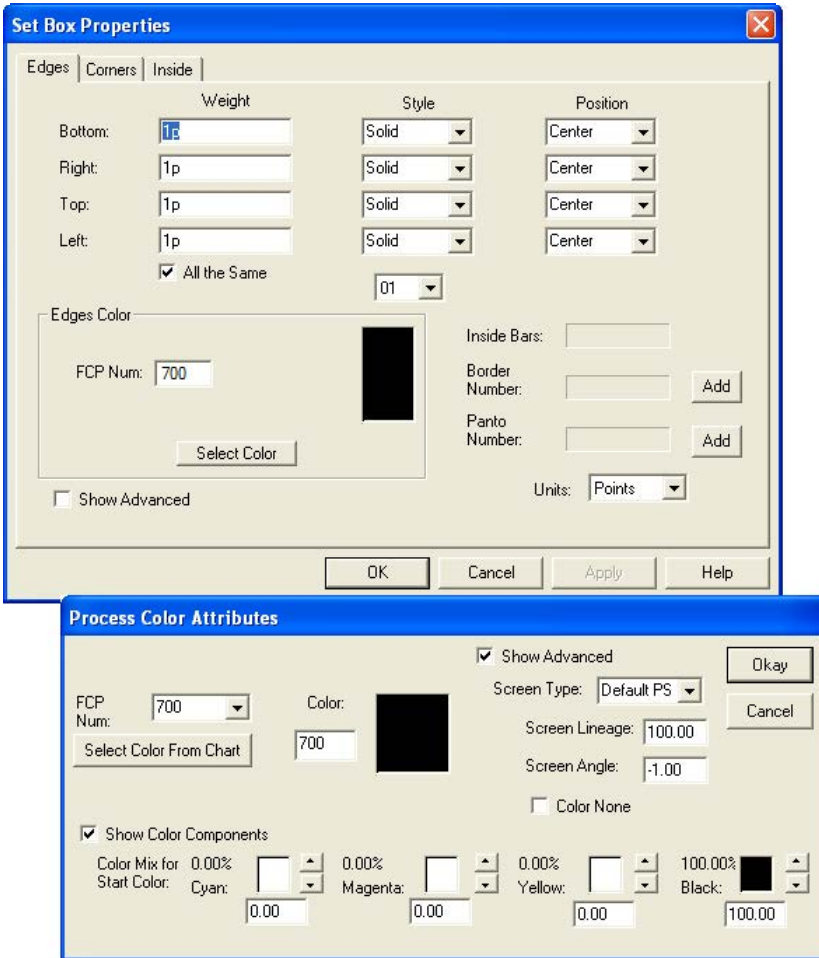 Set Box Properties
Edges Corners Inside
Weight Style Position
Bottom: 1p Solid Center
Right: 1p Solid Center
Top: 1p Solid Center
Left: 1p Solid Center
All the Same
01
Edges Color
FCP Num: 700
Select Color
Inside Bars:
Border
Number:
Add
Panto
Number:
Add
Show Advanced
Units: Points
OK Cancel Apply Help
Process Color Attributes
Show Advanced
Okay
Screen Type: Default PS
Cancel
FCP
Num:
700
Color:
700
Select Color From Chart
Screen Lineage: 100.00
Screen Angle: -1.00
Color None
Show Color Components
Color Mix for
Start Color:
0.00%
Cyan:
0.00
0.00%
Magenta:
0.00
0.00%
Yellow:
0.00
100.00%
Black:
100.00